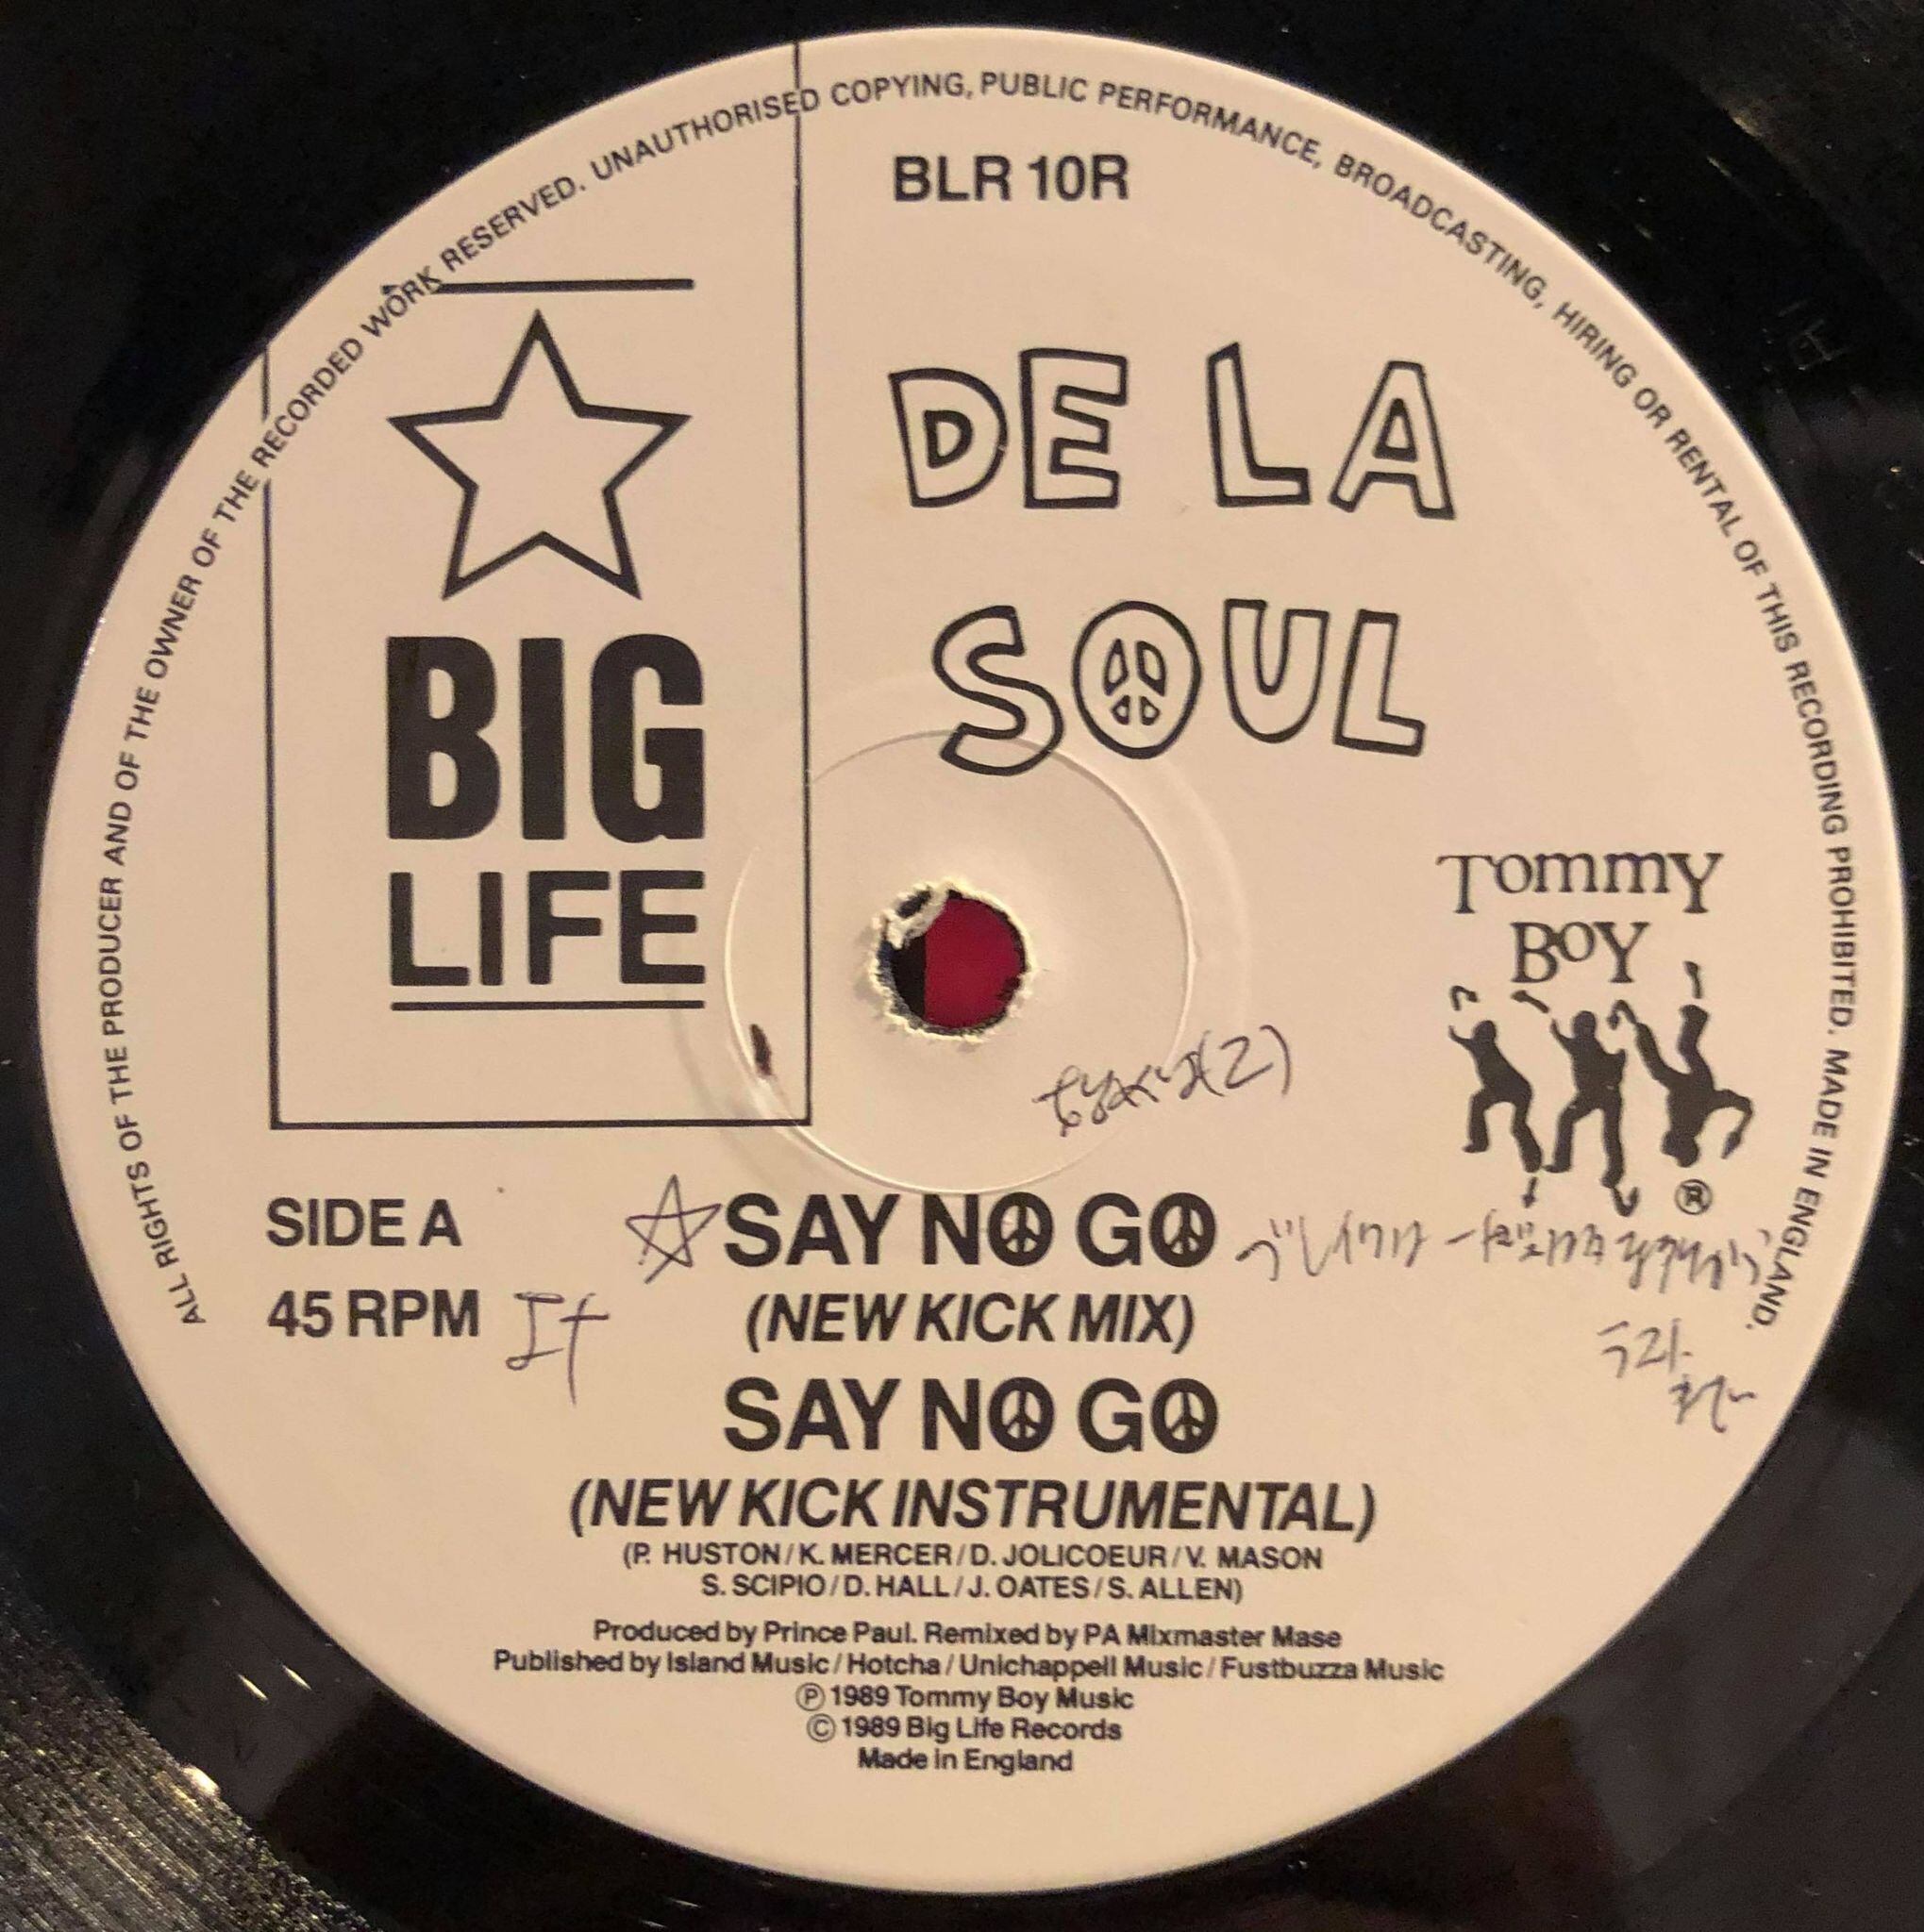 ALL RIGHTS OF THE PRODUCER AND OF THE OWNER OF THE RECORDED WORK RESERVED. UNAUTHORISED COPYING, PUBLIC PERFORMANCE, BROADCASTING, HIRING OR RENTAL OF THIS RECORDING PROHIBITED. MADE IN ENGLAND.
BLR 10R
DE LA
SOUL
BIG
LIFE
TOMMY
BOY
®
SIDE A
45 RPM
SAY NO GO
(NEW KICK MIX)
SAY NO GO
(NEW KICK INSTRUMENTAL)
(P. HUSTON/K. MERCER/D. JOLICOEUR/V. MASON
S. SCIPIO/D. HALL/J. OATES/S. ALLEN)
Produced by Prince Paul. Remixed by PA Mixmaster Mase
Published by Island Music/Hotcha/Unichappell Music/Fustbuzza Music
Ⓟ 1989 Tommy Boy Music
© 1989 Big Life Records
Made in England